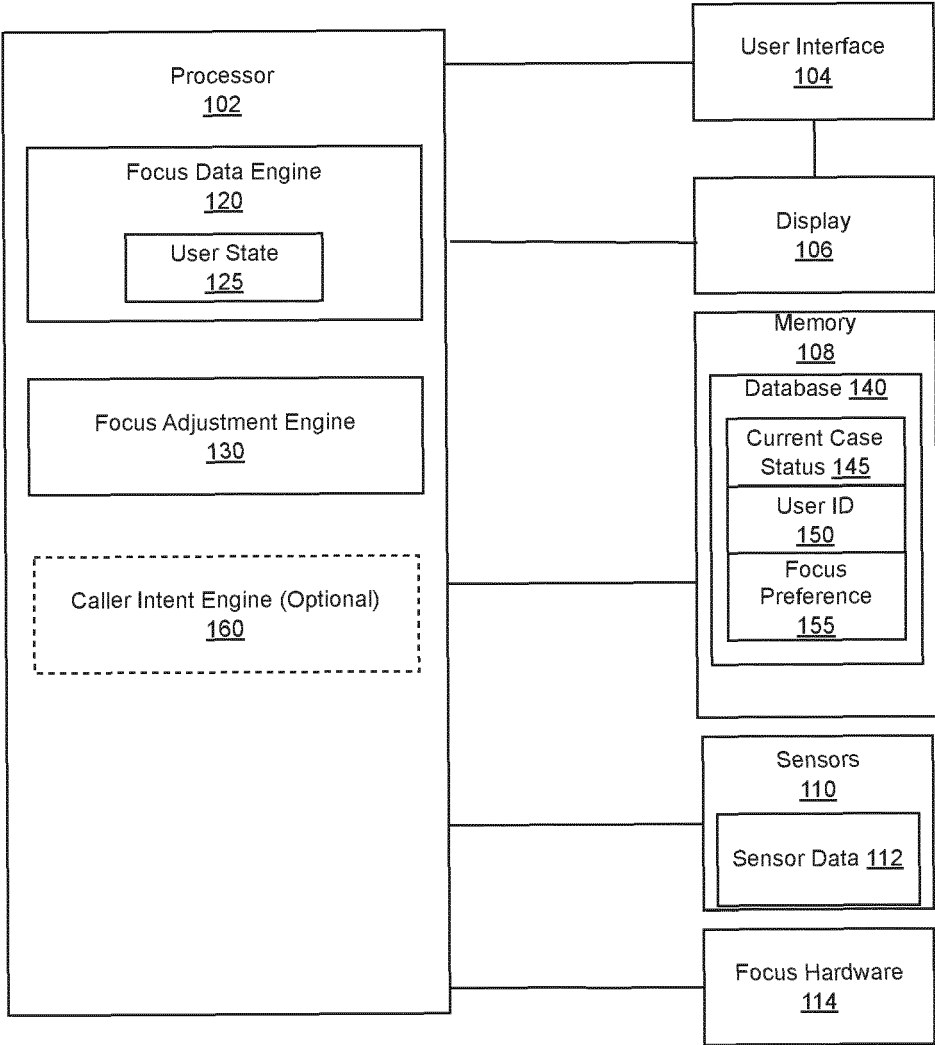 Processor
102
Focus Data Engine
120
User State
125
Focus Adjustment Engine
130
Caller Intent Engine (Optional)
160
User Interface
104
Display
106
Memory
108
Database 140
Current Case
Status 145
User ID
150
Focus
Preference
155
Sensors
110
Sensor Data 112
Focus Hardware
114